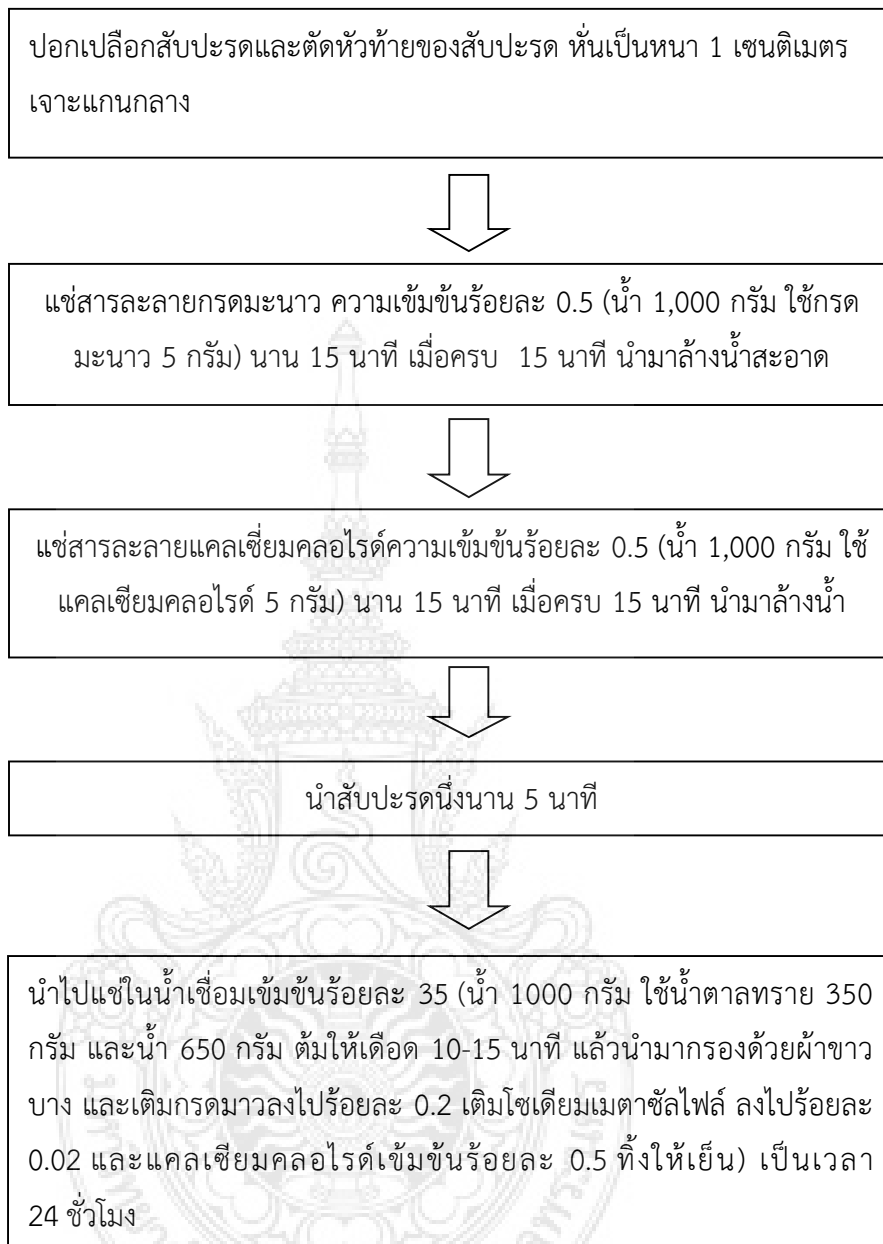 ปอกเปลือกสับปะรดและตัดหัวท้ายของสับปะรด หั่นเป็นหนา 1 เซนติเมตร
เจาะแกนกลาง
แช่สารละลายกรดมะนาว ความเข้มข้นร้อยละ 0.5 (น้ำ 1,000 กรัม ใช้กรด
มะนาว 5 กรัม) นาน 15 นาที เมื่อครบ 15 นาที นำมาล้างน้ำสะอาด
แช่สารละลายแคลเซี่ยมคลอไรด์ความเข้มข้นร้อยละ 0.5 (น้ำ 1,000 กรัม ใช้
แคลเซียมคลอไรด์ 5 กรัม) นาน 15 นาที เมื่อครบ 15 นาที นำมาล้างน้ำ
นำสับปะรดนึ่งนาน 5 นาที
นำไปแช่ในน้ำเชื่อมเข้มข้นร้อยละ 35 (น้ำ 1000 กรัม ใช้น้ำตาลทราย 350
กรัม และน้ำ 650 กรัม ต้มให้เดือด 10-15 นาที แล้วนำมากรองด้วยผ้าขาว
บาง และเติมกรดมาวลงไปร้อยละ 0.2 เติมโซเดียมเมตาซัลไฟล์ ลงไปร้อยละ
0.02 และแคลเซียมคลอไรด์เข้มข้นร้อยละ 0.5 ทิ้งให้เย็น) เป็นเวลา
24 ชั่วโมง